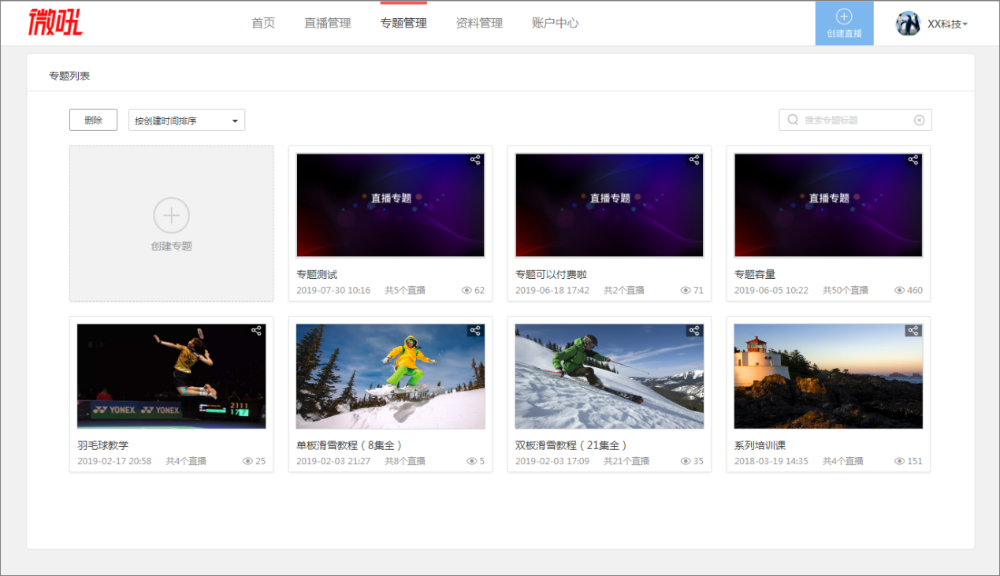 微吼
首页 直播管理 专题管理 资料管理 账户中心
创建直播
XX科技
专题列表
删除 按创建时间排序 搜索专题标题
创建专题
直播专题
专题测试
2019-07-30 10:16 共5个直播 62
直播专题
专题可以付费啦
2019-06-18 17:42 共2个直播 71
直播专题
专题容量
2019-06-05 10:22 共50个直播 460
YONEX YONEX
羽毛球教学
2019-02-17 20:58 共4个直播 25
单板滑雪教程（8集全）
2019-02-03 21:27 共8个直播 5
双板滑雪教程（21集全）
2019-02-03 17:09 共21个直播 35
系列培训课
2018-03-19 14:35 共4个直播 151